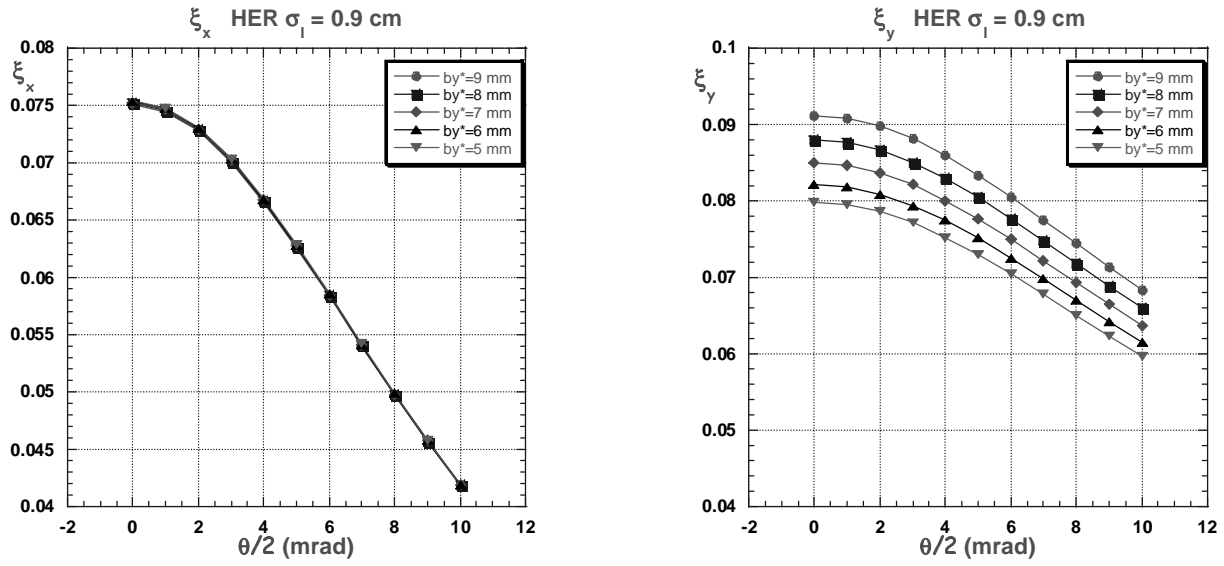 ξx HER σl = 0.9 cm
0.08
0.075
0.07
0.065
0.06
0.055
0.05
0.045
0.04
ξx
by*=9 mm
by*=8 mm
by*=7 mm
by*=6 mm
by*=5 mm
-2 0 2 4 6 8 10 12
θ/2 (mrad)
ξy HER σl = 0.9 cm
0.1
0.09
0.08
0.07
0.06
0.05
0.04
ξy
by*=9 mm
by*=8 mm
by*=7 mm
by*=6 mm
by*=5 mm
-2 0 2 4 6 8 10 12
θ/2 (mrad)